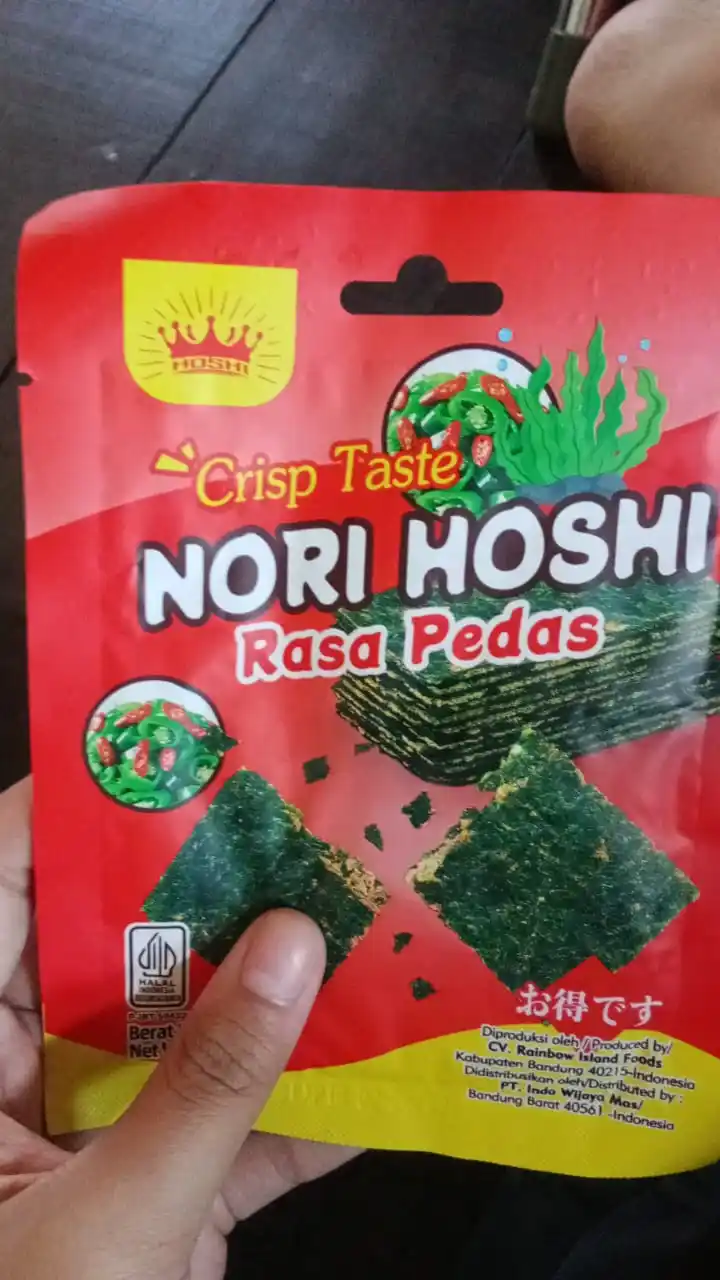 HOSHI
Crisp Taste
NORI HOSHI
Rasa Pedas
HALAL
INDONESIA
Berat
Net
お得です
Diproduksi oleh / Produced by/
CV. Rainbow Island Foods
Kabupaten Bandung 40215-Indonesia
Didistribusikan oleh/Distributed by :
PT. Indo Wijaya Mas/
Bandung Barat 40561 -Indonesia